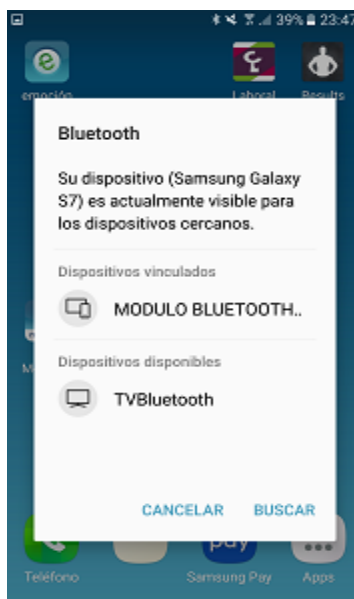 39% 23:47
emoción
Laboral Results
Bluetooth
Su dispositivo (Samsung Galaxy
S7) es actualmente visible para
los dispositivos cercanos.
Dispositivos vinculados
MODULO BLUETOOTH..
Dispositivos disponibles
TVBluetooth
CANCELAR BUSCAR
pay
Teléfono Samsung Pay Apps